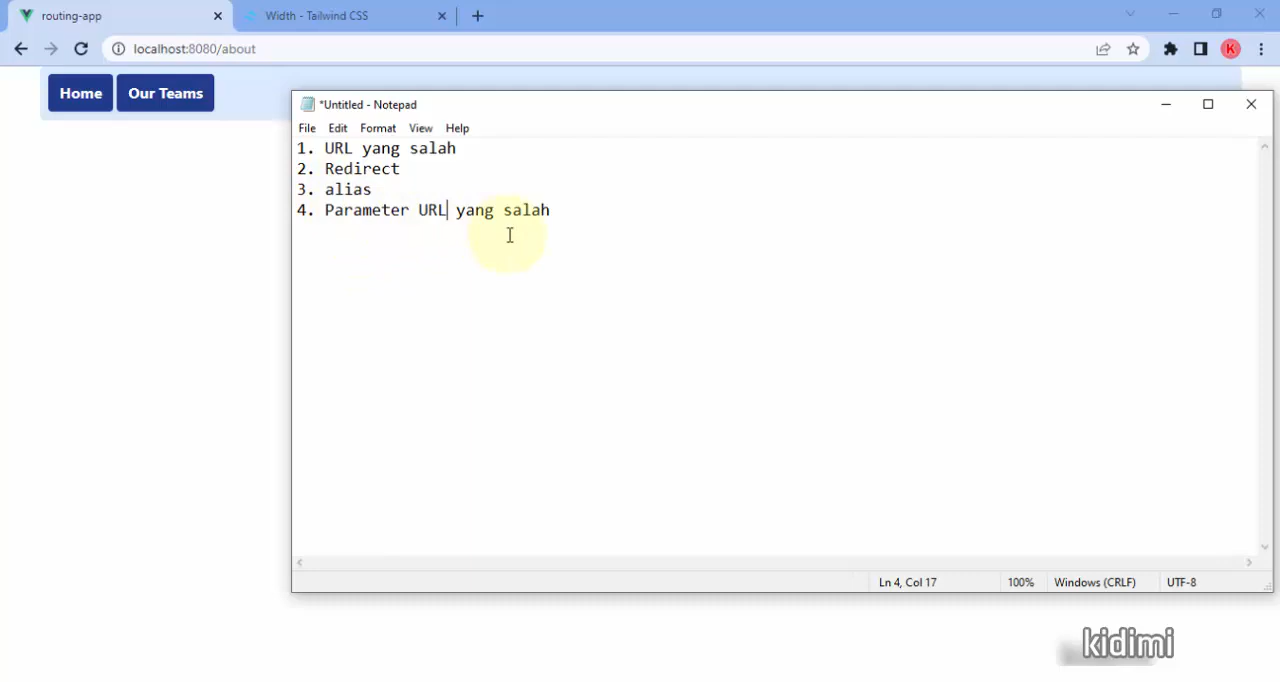 routing-app
Width - Tailwind CSS
localhost:8080/about
K
Home
Our Teams
*Untitled - Notepad
File Edit Format View Help
1. URL yang salah
2. Redirect
3. alias
4. Parameter URL yang salah
Ln 4, Col 17
100%
Windows (CRLF)
UTF-8
kidimi